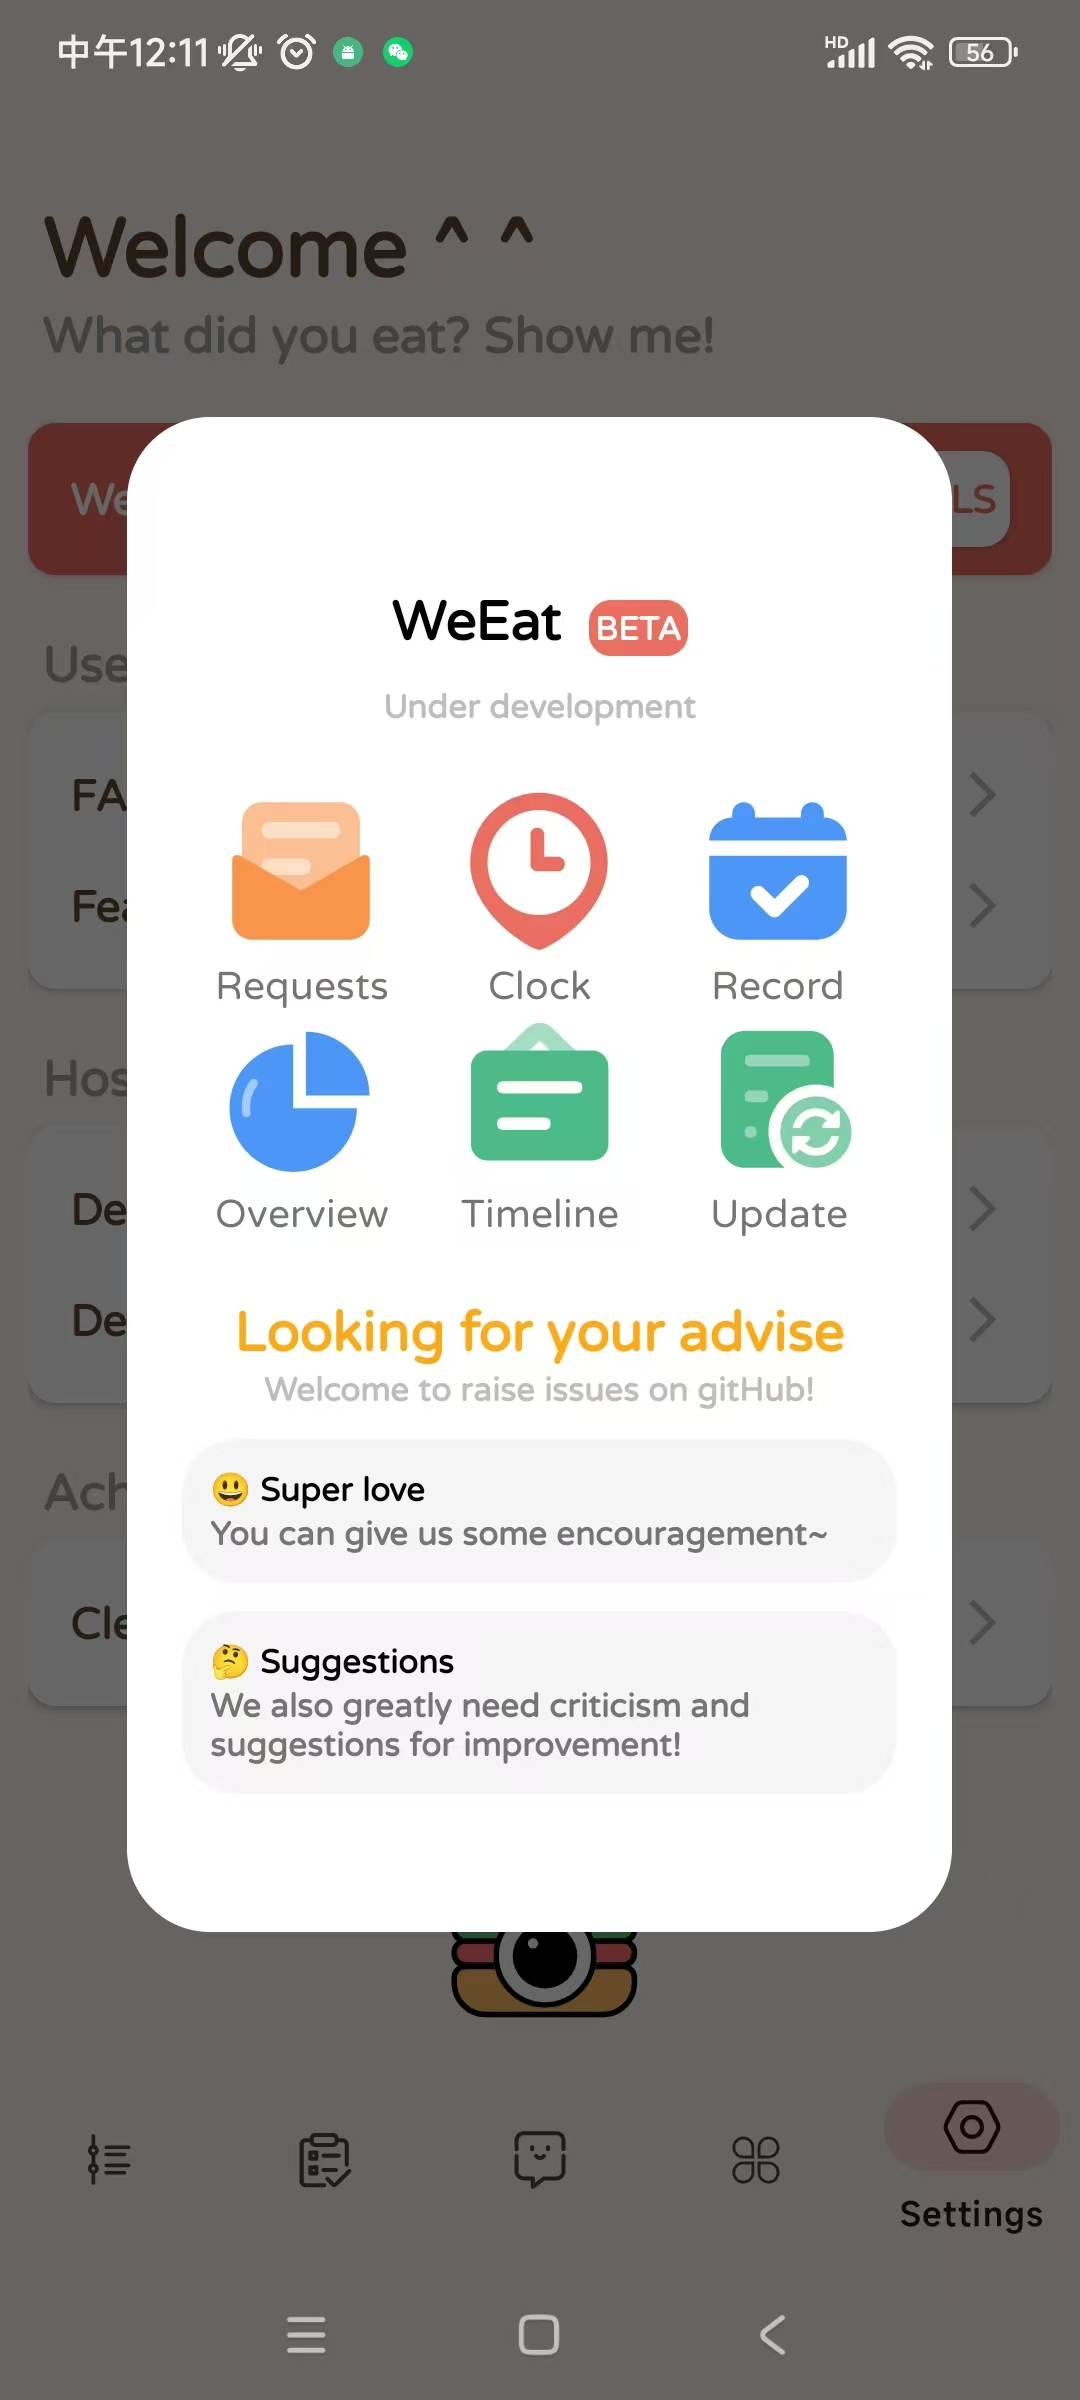 中午12:11
HD
56
Welcome ^ ^
What did you eat? Show me!
We
LS
WeEat BETA
Under development
Use
FA
Fea
Requests Clock Record
Hos
Overview Timeline Update
De
De
Looking for your advise
Welcome to raise issues on gitHub!
Ach
😃 Super love
You can give us some encouragement~
Cle
🤔 Suggestions
We also greatly need criticism and
suggestions for improvement!
Settings